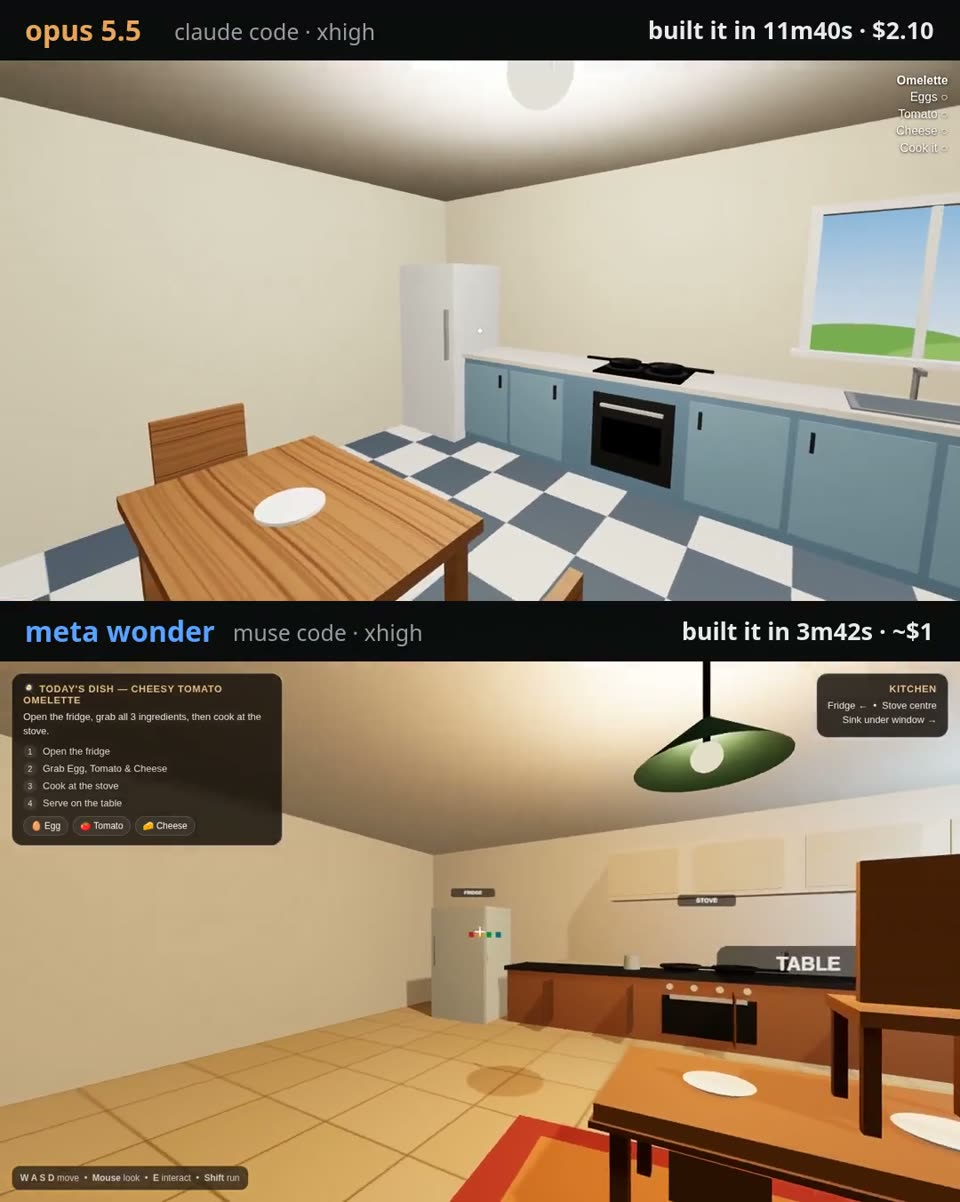 opus 5.5 claude code · xhigh built it in 11m40s · $2.10
Omelette
Eggs ○
Tomato ○
Cheese ○
Cook it ○
meta wonder muse code · xhigh built it in 3m42s · ~$1
🍳 TODAY'S DISH — CHEESY TOMATO
OMELETTE
Open the fridge, grab all 3 ingredients, then cook at the
stove.
1 Open the fridge
2 Grab Egg, Tomato & Cheese
3 Cook at the stove
4 Serve on the table
🥚 Egg 🍅 Tomato 🧀 Cheese
KITCHEN
Fridge ← • Stove centre
Sink under window →
FRIDGE
STOVE
TABLE
W A S D move • Mouse look • E interact • Shift run